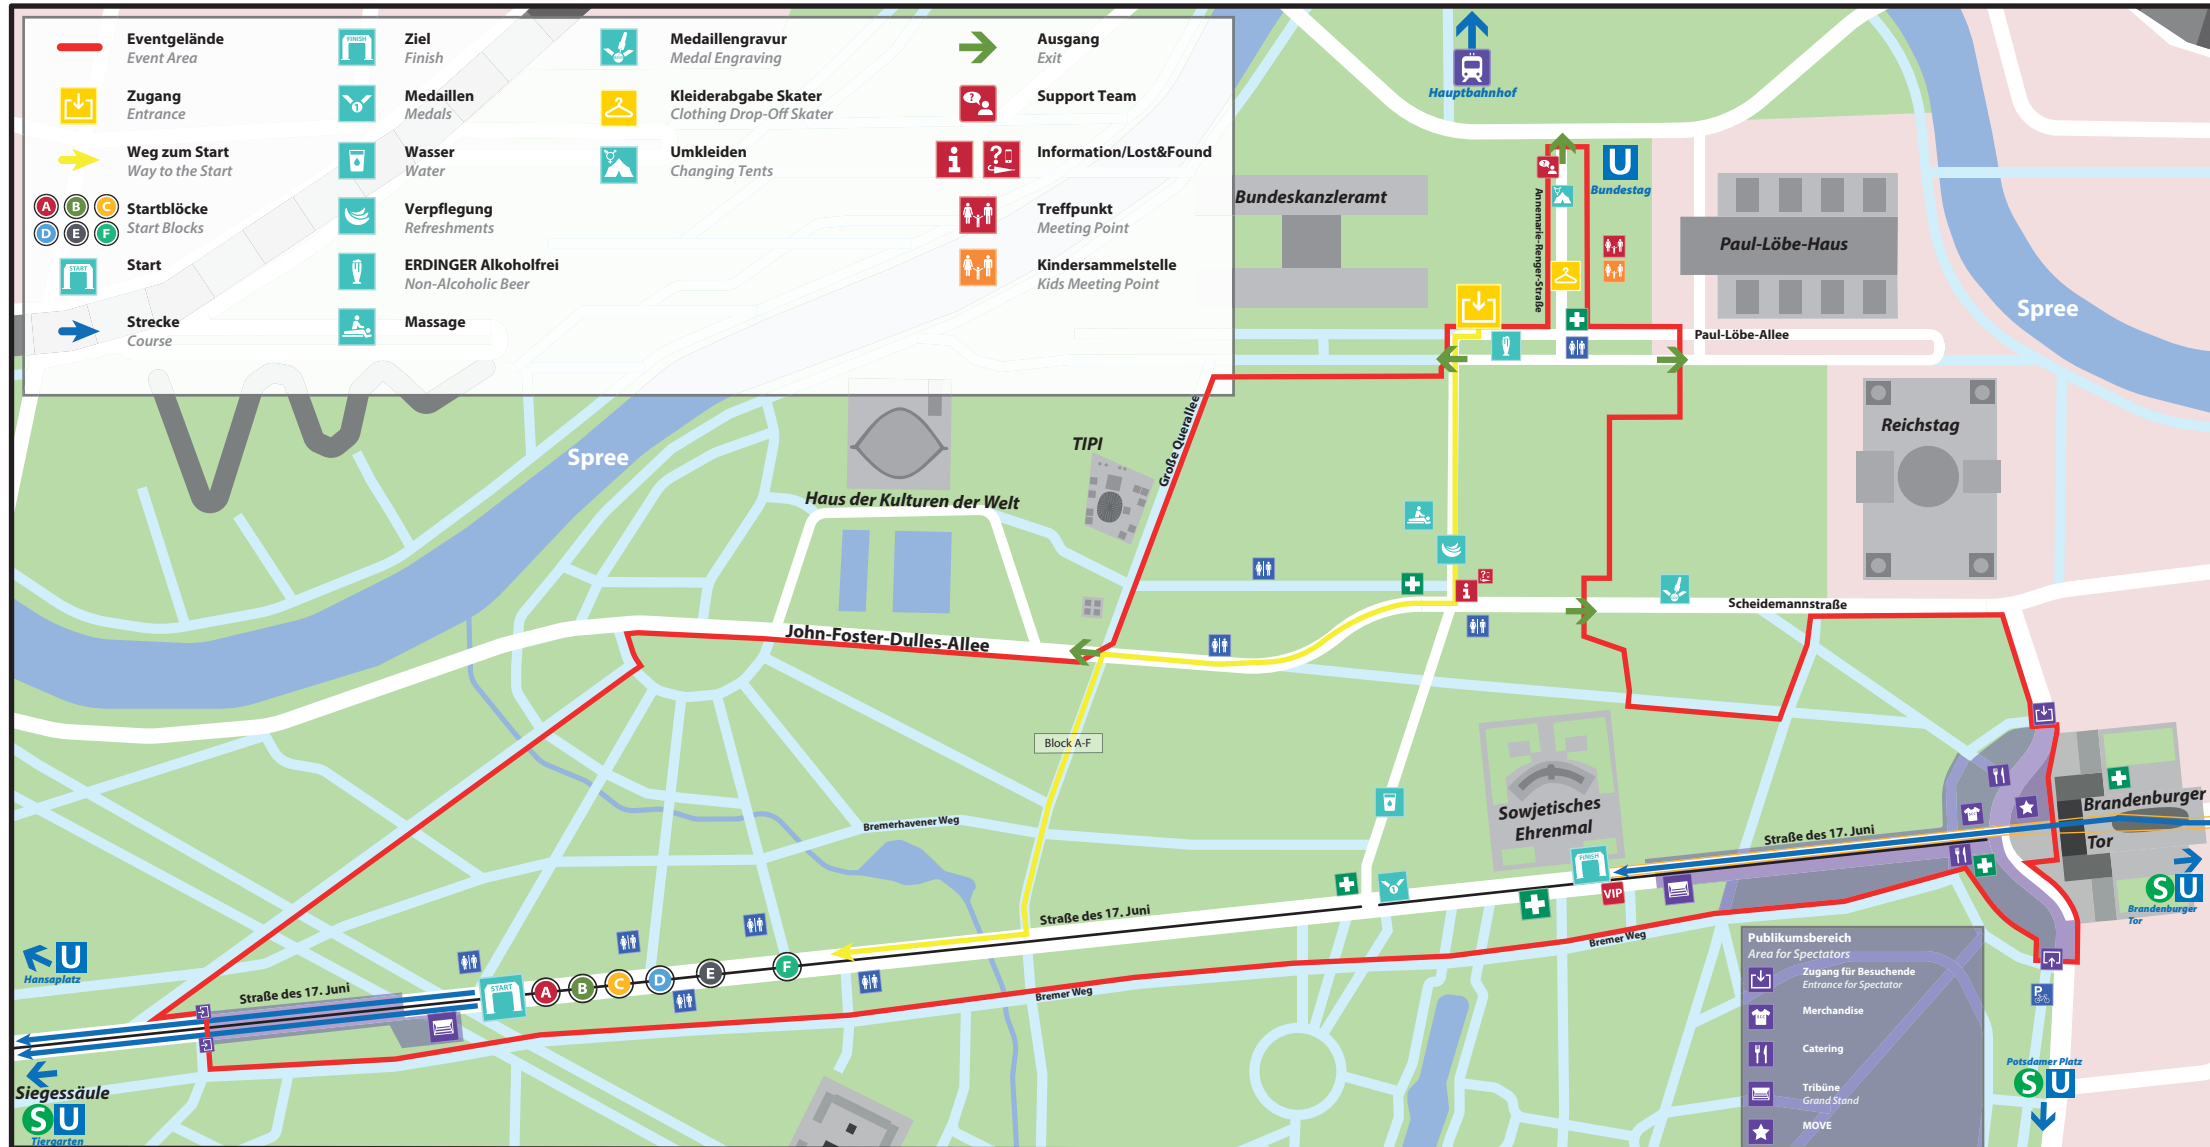 Eventgelände
Event Area
Zugang
Entrance
Weg zum Start
Way to the Start
A B C
D E F
Startblöcke
Start Blocks
START
Start
Strecke
Course
FINISH
Ziel
Finish
1
Medaillen
Medals
Wasser
Water
Verpflegung
Refreshments
ERDINGER Alkoholfrei
Non-Alcoholic Beer
Massage
Medaillengravur
Medal Engraving
Kleiderabgabe Skater
Clothing Drop-Off Skater
Umkleiden
Changing Tents
Ausgang
Exit
?
Support Team
i ?
Information/Lost&Found
Treffpunkt
Meeting Point
Kindersammelstelle
Kids Meeting Point
Hauptbahnhof
U
Bundestag
Bundeskanzleramt
Annemarie-Renger-Straße
Paul-Löbe-Haus
Spree
Paul-Löbe-Allee
Reichstag
Spree
TIPI
Große Querallee
Haus der Kulturen der Welt
i ?
Scheidemannstraße
John-Foster-Dulles-Allee
Block A-F
Sowjetisches
Ehrenmal
Brandenburger
Tor
Bremerhavener Weg
Straße des 17. Juni
FINISH
1
VIP
Straße des 17. Juni
Bremer Weg
S U
Brandenburger
Tor
U
Hansaplatz
Straße des 17. Juni
START
A B C D E F
Bremer Weg
Siegessäule
S U
Tiergarten
P
Potsdamer Platz
S U
Publikumsbereich
Area for Spectators
Zugang für Besuchende
Entrance for Spectator
Merchandise
Catering
Tribüne
Grand Stand
MOVE